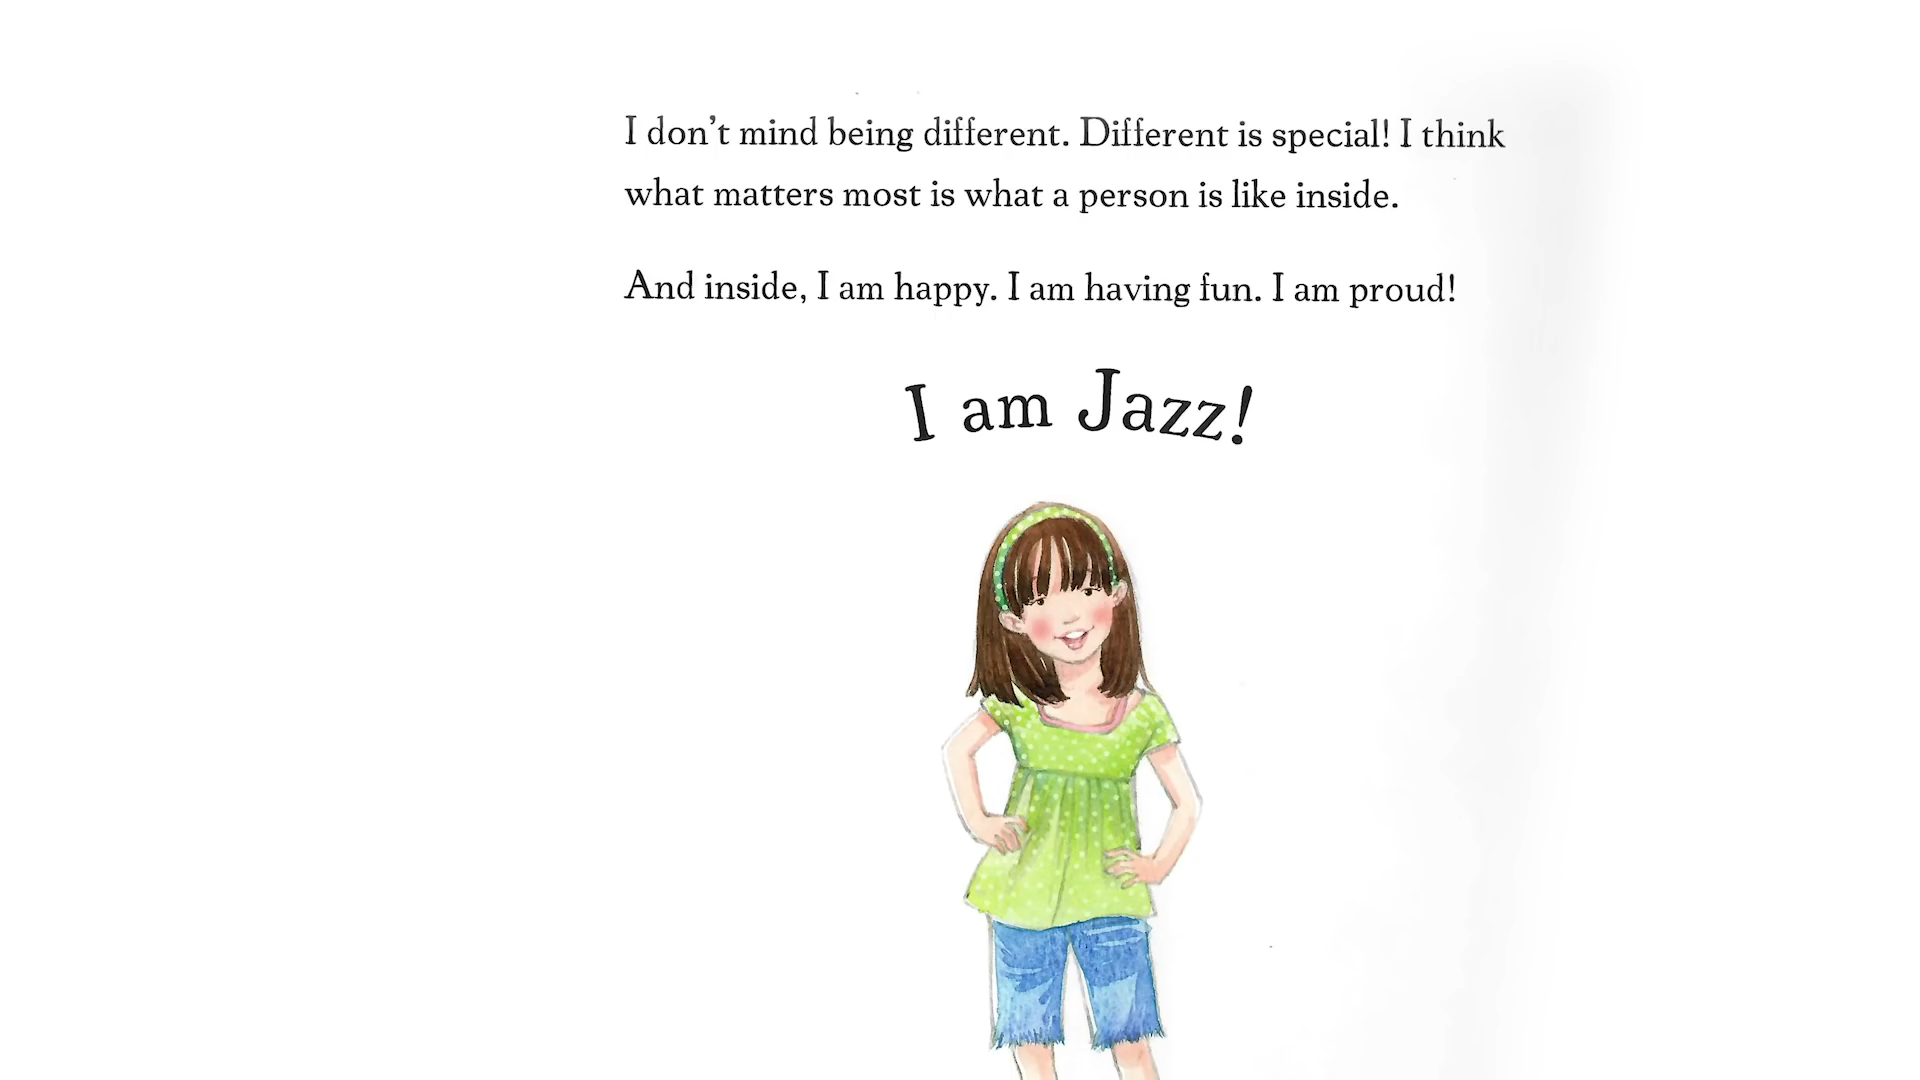 I don’t mind being different. Different is special! I think
what matters most is what a person is like inside.
And inside, I am happy. I am having fun. I am proud!
I am Jazz!